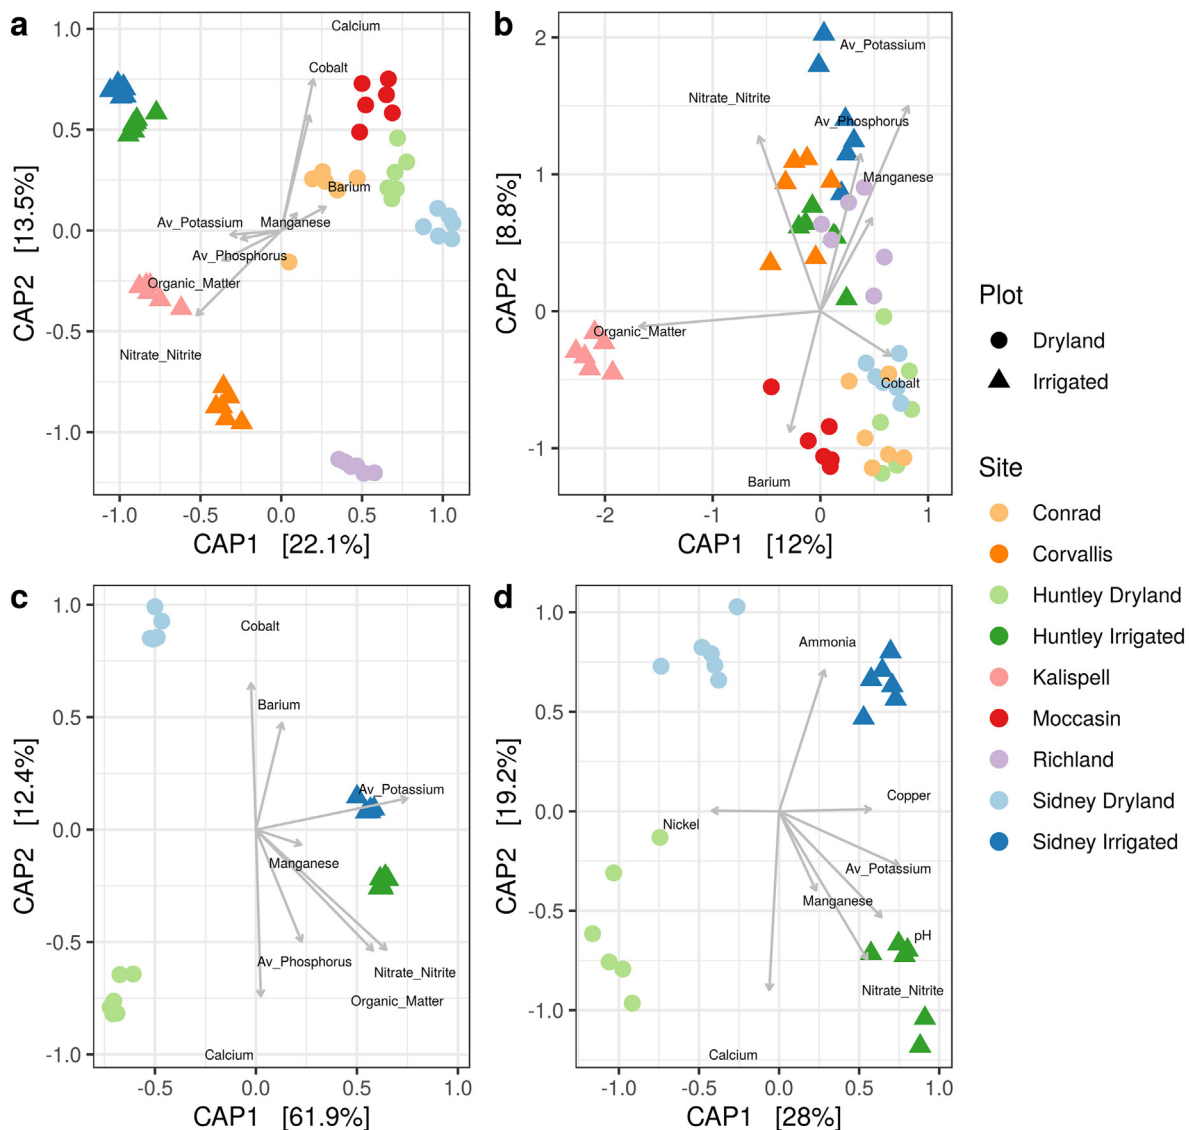 a
1.0
0.5
0.0
-0.5
-1.0
-1.0
-0.5
0.0
0.5
1.0
CAP2 [13.5%]
CAP1 [22.1%]
Calcium
Cobalt
Barium
Av_Potassium
Manganese
Av_Phosphorus
Organic_Matter
Nitrate_Nitrite
b
2
1
0
-1
-2
-1
0
1
CAP2 [8.8%]
CAP1 [12%]
Av_Potassium
Nitrate_Nitrite
Av_Phosphorus
Manganese
Organic_Matter
Cobalt
Barium
c
1.0
0.5
0.0
-0.5
-1.0
-0.5
0.0
0.5
1.0
CAP2 [12.4%]
CAP1 [61.9%]
Cobalt
Barium
Av_Potassium
Manganese
Av_Phosphorus
Nitrate_Nitrite
Organic_Matter
Calcium
d
1.0
0.5
0.0
-0.5
-1.0
-1.0
-0.5
0.0
0.5
1.0
CAP2 [19.2%]
CAP1 [28%]
Ammonia
Copper
Nickel
Av_Potassium
Manganese
pH
Nitrate_Nitrite
Calcium
Plot
Dryland
Irrigated
Site
Conrad
Corvallis
Huntley Dryland
Huntley Irrigated
Kalispell
Moccasin
Richland
Sidney Dryland
Sidney Irrigated